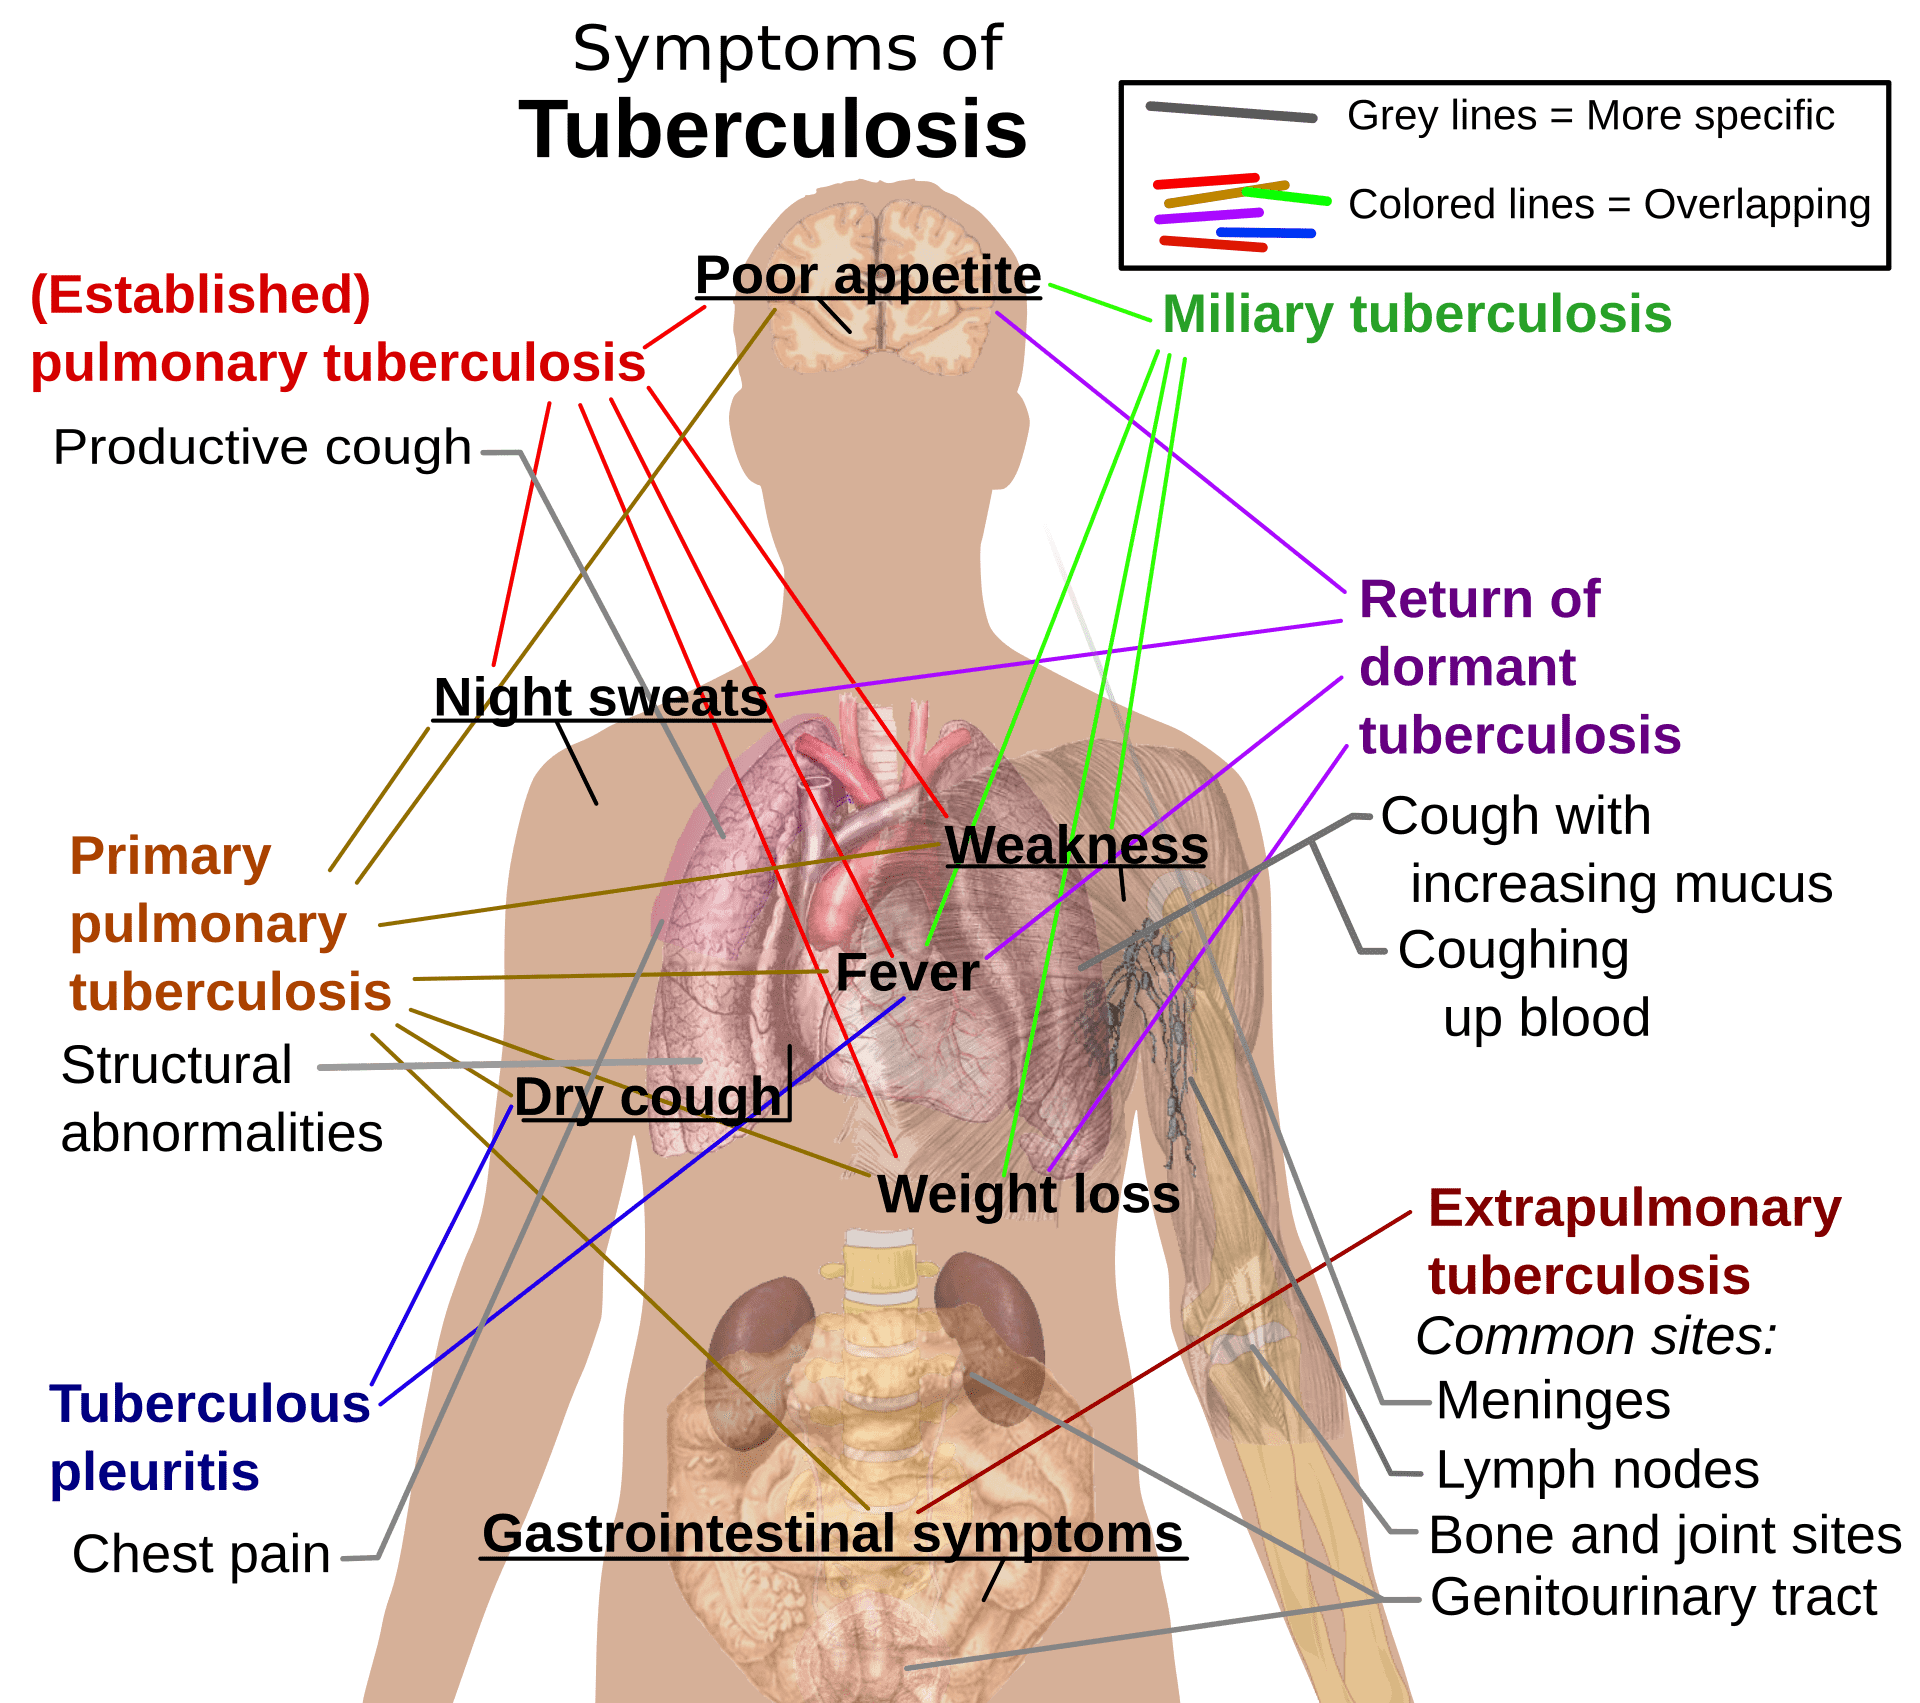 Symptoms of
Tuberculosis
Grey lines = More specific
Colored lines = Overlapping
Poor appetite
(Established)
pulmonary tuberculosis
Productive cough
Miliary tuberculosis
Return of
dormant
tuberculosis
Night sweats
Cough with
increasing mucus
Coughing
up blood
Weakness
Primary
pulmonary
tuberculosis
Structural
abnormalities
Fever
Dry cough
Weight loss
Extrapulmonary
tuberculosis
Common sites:
Meninges
Lymph nodes
Bone and joint sites
Genitourinary tract
Tuberculous
pleuritis
Chest pain
Gastrointestinal symptoms